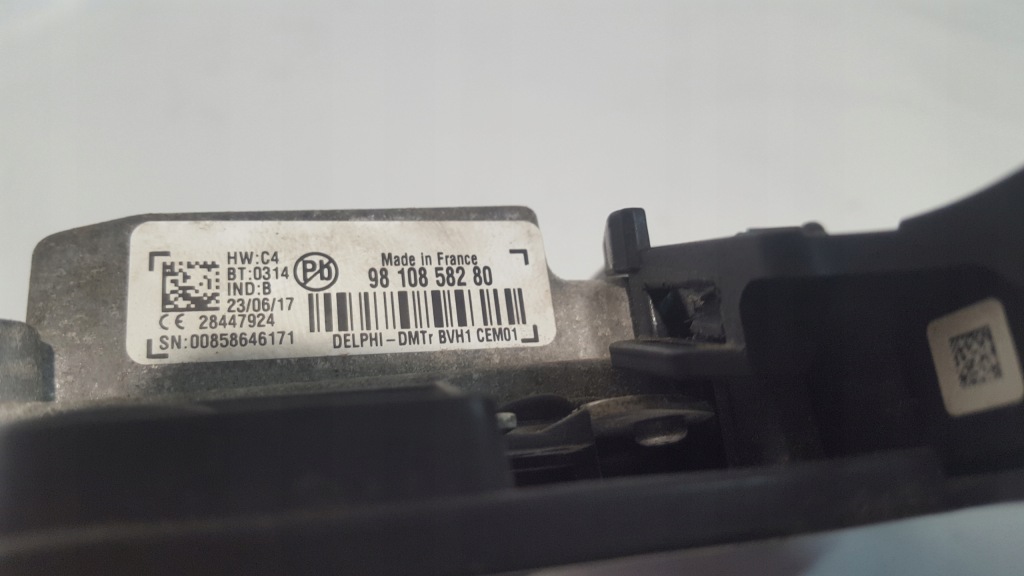 HW:C4
BT:0314
IND:B
23/06/17
CE 28447924
SN:00858646171
Pb
Made in France
98 108 582 80
DELPHI-DMTr BVH1 CEM01